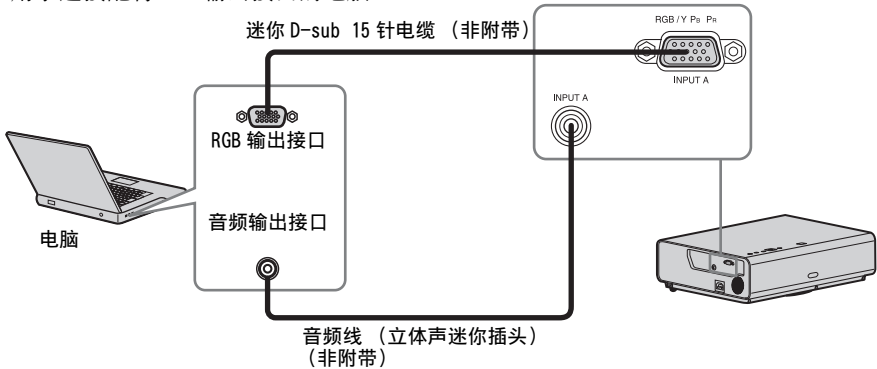 迷你 D-sub 15 针电缆 （非附带）
RGB / Y PB PR
INPUT A
INPUT A
RGB 输出接口
音频输出接口
电脑
音频线 （立体声迷你插头）
（非附带）